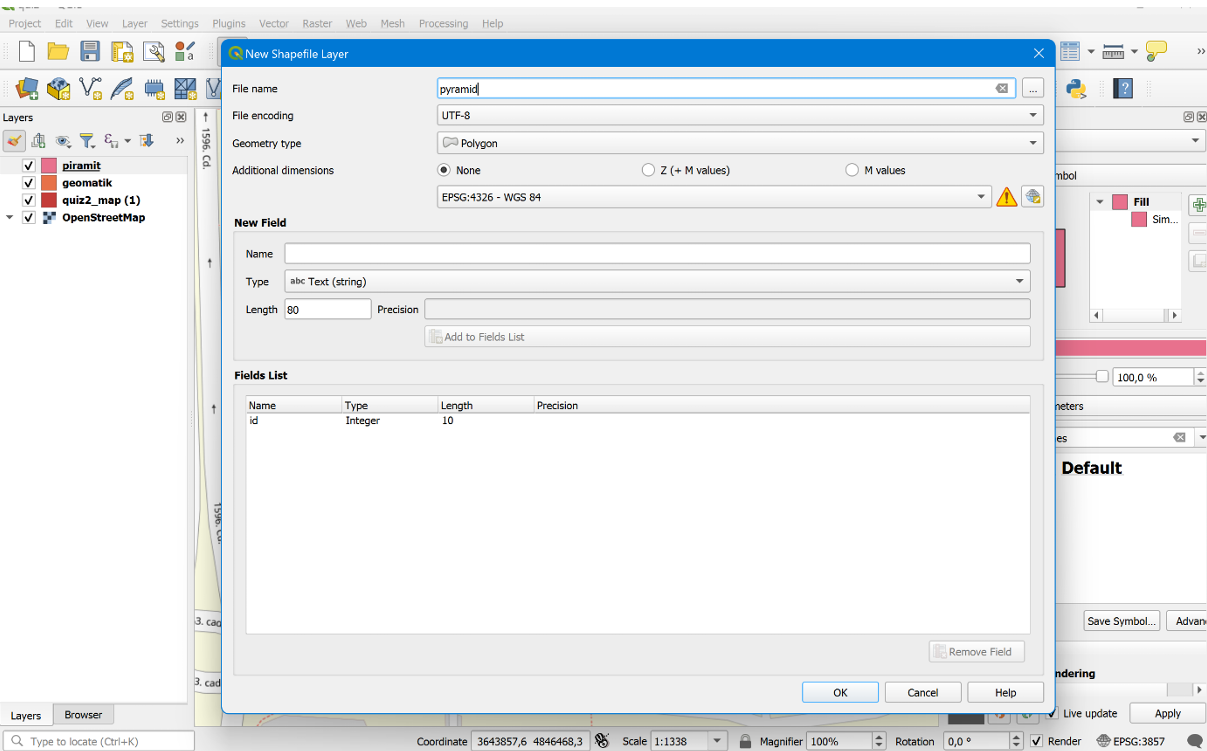 Project Edit View Layer Settings Plugins Vector Raster Web Mesh Processing Help
New Shapefile Layer
File name pyramid ...
File encoding UTF-8
Geometry type Polygon
Additional dimensions None Z (+ M values) M values
EPSG:4326 - WGS 84
New Field
Name
Type abc Text (string)
Length 80 Precision
Add to Fields List
Fields List
Name Type Length Precision
id Integer 10
Remove Field
OK Cancel Help
Layers
piramit
geomatik
quiz2_map (1)
OpenStreetMap
1596. Cd.
1596. Cd.
3. cad
3. cad
mbol
Fill
Sim...
100,0 %
meters
es
Default
Save Symbol... Advan
ndering
Live update Apply
Layers Browser
Type to locate (Ctrl+K) Coordinate 3643857,6 4846468,3 Scale 1:1338 Magnifier 100% Rotation 0,0 ° Render EPSG:3857